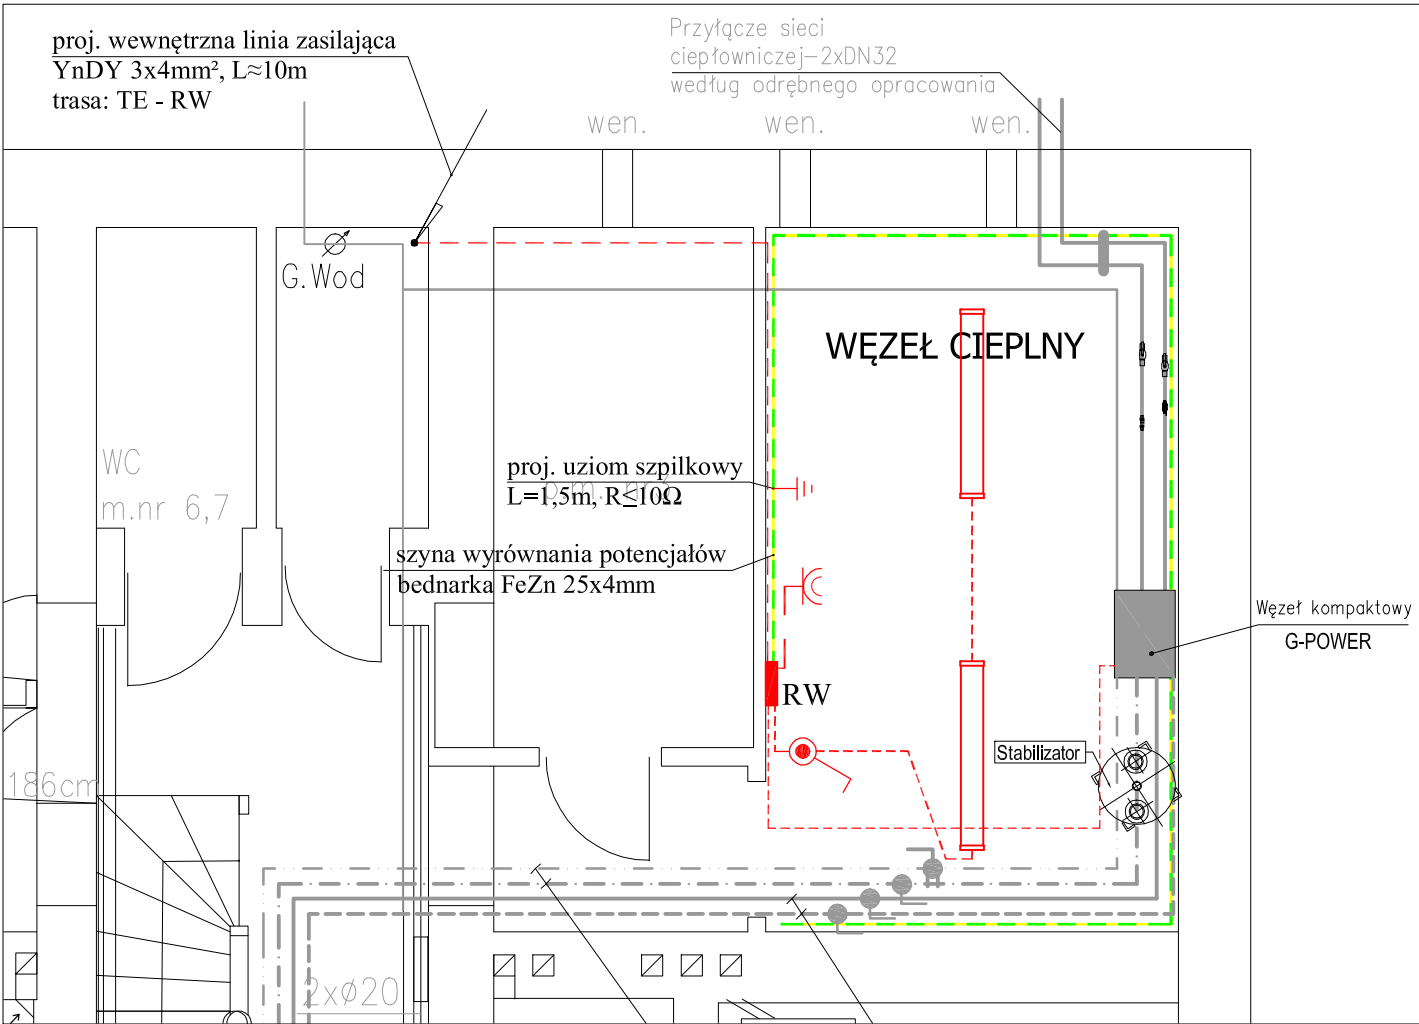 proj. wewnętrzna linia zasilająca
YnDY 3x4mm², L≈10m
trasa: TE - RW
Przyłącze sieci
ciepłowniczej–2xDN32
według odrębnego opracowania
wen.
wen.
wen.
G.Wod
WĘZEŁ CIEPLNY
WC
m.nr 6,7
proj. uziom szpilkowy
L=1,5m, R≤10Ω
szyna wyrównania potencjałów
bednarka FeZn 25x4mm
Węzeł kompaktowy
G-POWER
RW
Stabilizator
186cm
2xø20